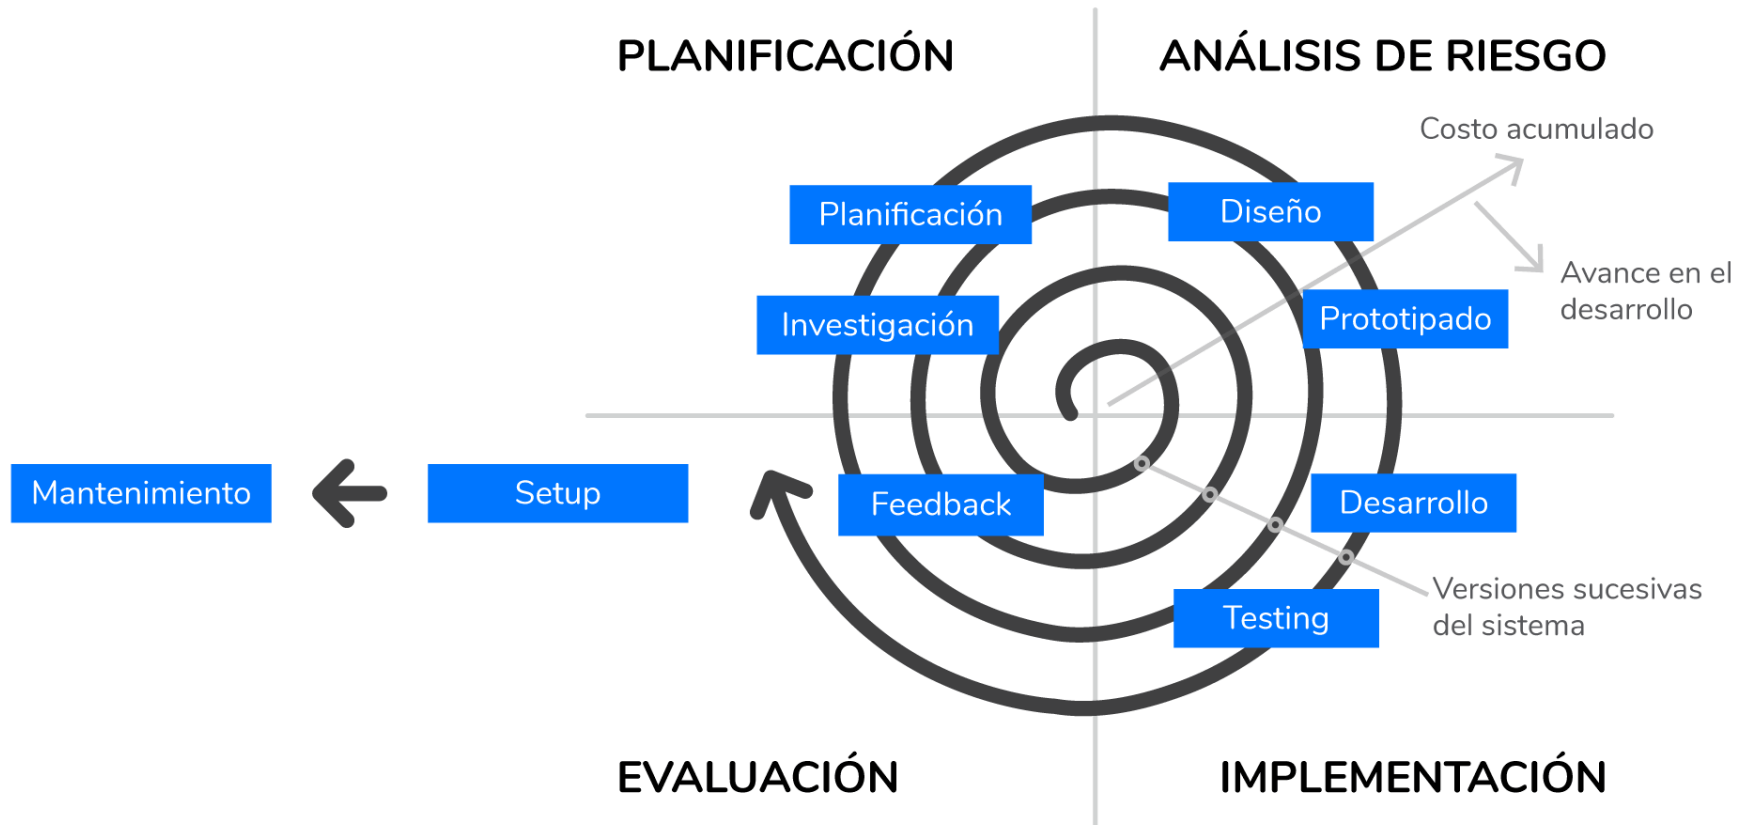 PLANIFICACIÓN
ANÁLISIS DE RIESGO
Costo acumulado
Planificación
Diseño
Avance en el
desarrollo
Investigación
Prototipado
Mantenimiento
Setup
Feedback
Desarrollo
Versiones sucesivas
del sistema
Testing
EVALUACIÓN
IMPLEMENTACIÓN